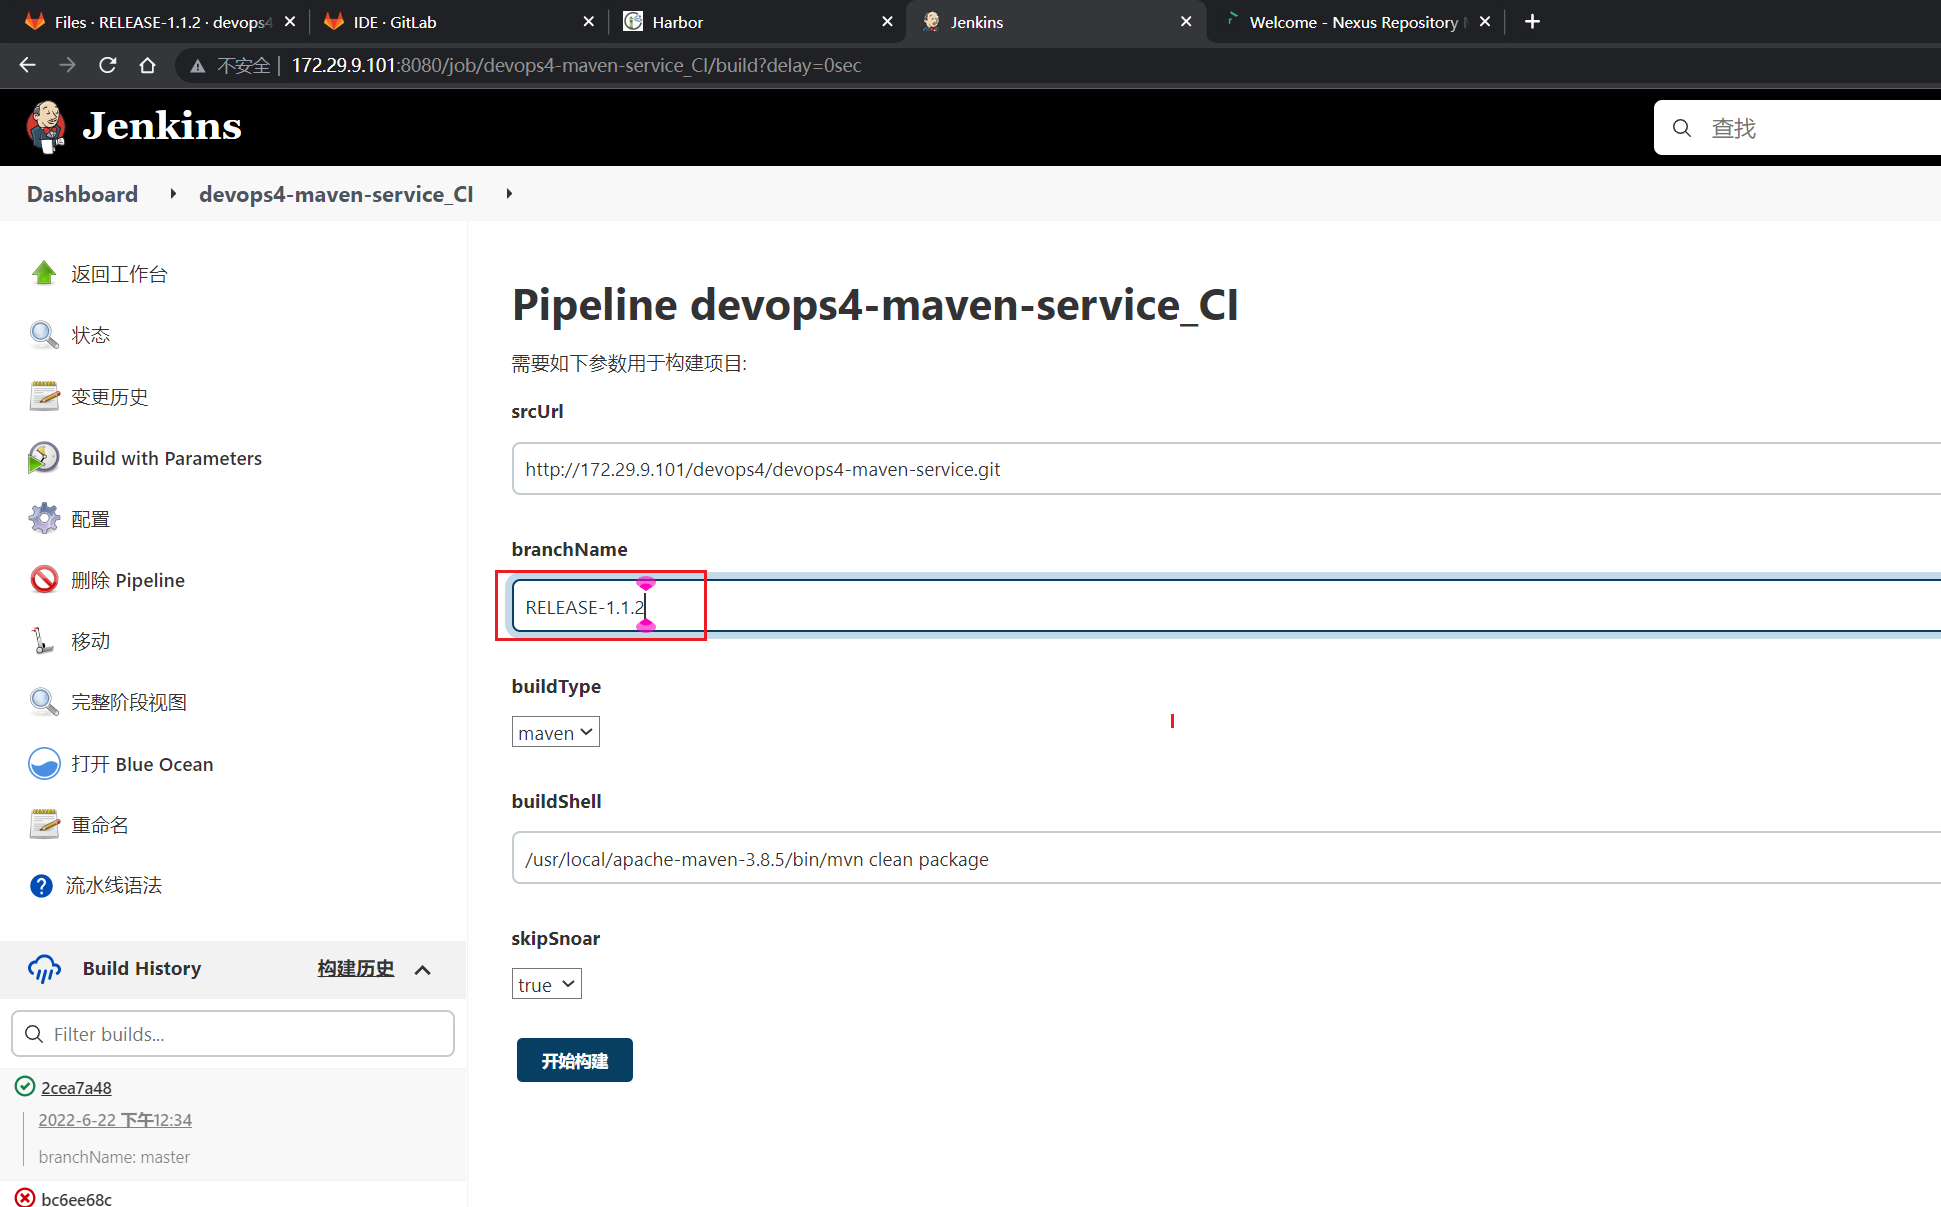 Files · RELEASE-1.1.2 · devops4
IDE · GitLab
Harbor
Jenkins
Welcome - Nexus Repository
不安全 | 172.29.9.101:8080/job/devops4-maven-service_CI/build?delay=0sec
Jenkins
查找
Dashboard
devops4-maven-service_CI
返回工作台
状态
变更历史
Build with Parameters
配置
删除 Pipeline
移动
完整阶段视图
打开 Blue Ocean
重命名
流水线语法
Build History
构建历史
Filter builds...
2cea7a48
2022-6-22 下午12:34
branchName: master
bc6ee68c
Pipeline devops4-maven-service_CI
需要如下参数用于构建项目:
srcUrl
http://172.29.9.101/devops4/devops4-maven-service.git
branchName
RELEASE-1.1.2
buildType
maven
buildShell
/usr/local/apache-maven-3.8.5/bin/mvn clean package
skipSnoar
true
开始构建